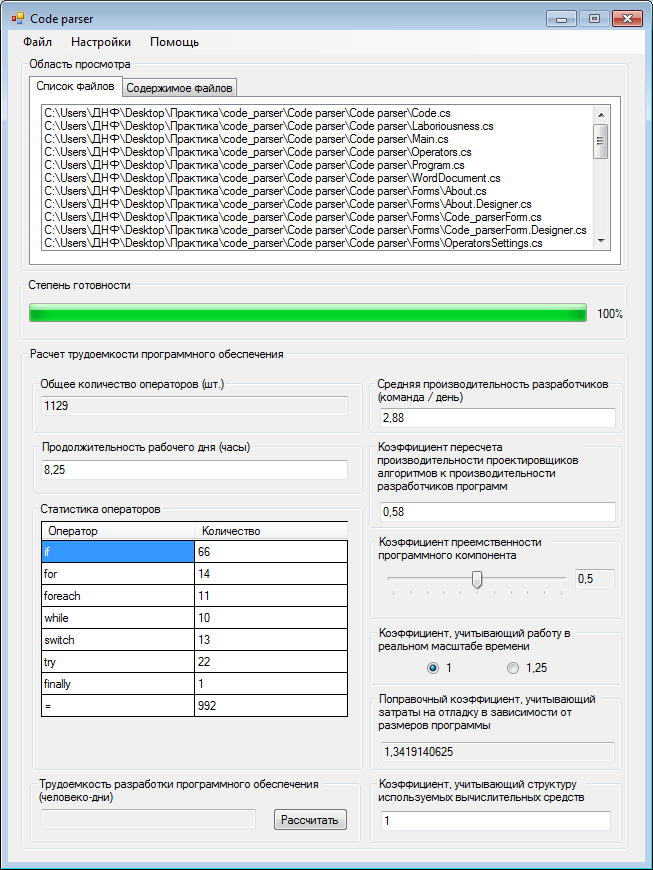 Code parser
Файл Настройки Помощь
Область просмотра
Список файлов Содержимое файлов
C:\Users\ДНФ\Desktop\Практика\code_parser\Code parser\Code parser\Code.cs
C:\Users\ДНФ\Desktop\Практика\code_parser\Code parser\Code parser\Laboriousness.cs
C:\Users\ДНФ\Desktop\Практика\code_parser\Code parser\Code parser\Main.cs
C:\Users\ДНФ\Desktop\Практика\code_parser\Code parser\Code parser\Operators.cs
C:\Users\ДНФ\Desktop\Практика\code_parser\Code parser\Code parser\Program.cs
C:\Users\ДНФ\Desktop\Практика\code_parser\Code parser\Code parser\WordDocument.cs
C:\Users\ДНФ\Desktop\Практика\code_parser\Code parser\Code parser\Forms\About.cs
C:\Users\ДНФ\Desktop\Практика\code_parser\Code parser\Code parser\Forms\About.Designer.cs
C:\Users\ДНФ\Desktop\Практика\code_parser\Code parser\Code parser\Forms\Code_parserForm.cs
C:\Users\ДНФ\Desktop\Практика\code_parser\Code parser\Code parser\Forms\Code_parserForm.Designer.cs
C:\Users\ДНФ\Desktop\Практика\code_parser\Code parser\Code parser\Forms\OperatorsSettings.cs
Степень готовности
100%
Расчет трудоемкости программного обеспечения
Общее количество операторов (шт.)
1129
Продолжительность рабочего дня (часы)
8,25
Статистика операторов
Оператор Количество
if 66
for 14
foreach 11
while 10
switch 13
try 22
finally 1
= 992
Трудоемкость разработки программного обеспечения
(человеко-дни)
Рассчитать
Средняя производительность разработчиков
(команда / день)
2,88
Коэффициент пересчета
производительности проектировщиков
алгоритмов к производительности
разработчиков программ
0,58
Коэффициент преемственности
программного компонента
0,5
Коэффициент, учитывающий работу в
реальном масштабе времени
1 1,25
Поправочный коэффициент, учитывающий
затраты на отладку в зависимости от
размеров программы
1,3419140625
Коэффициент, учитывающий структуру
используемых вычислительных средств
1